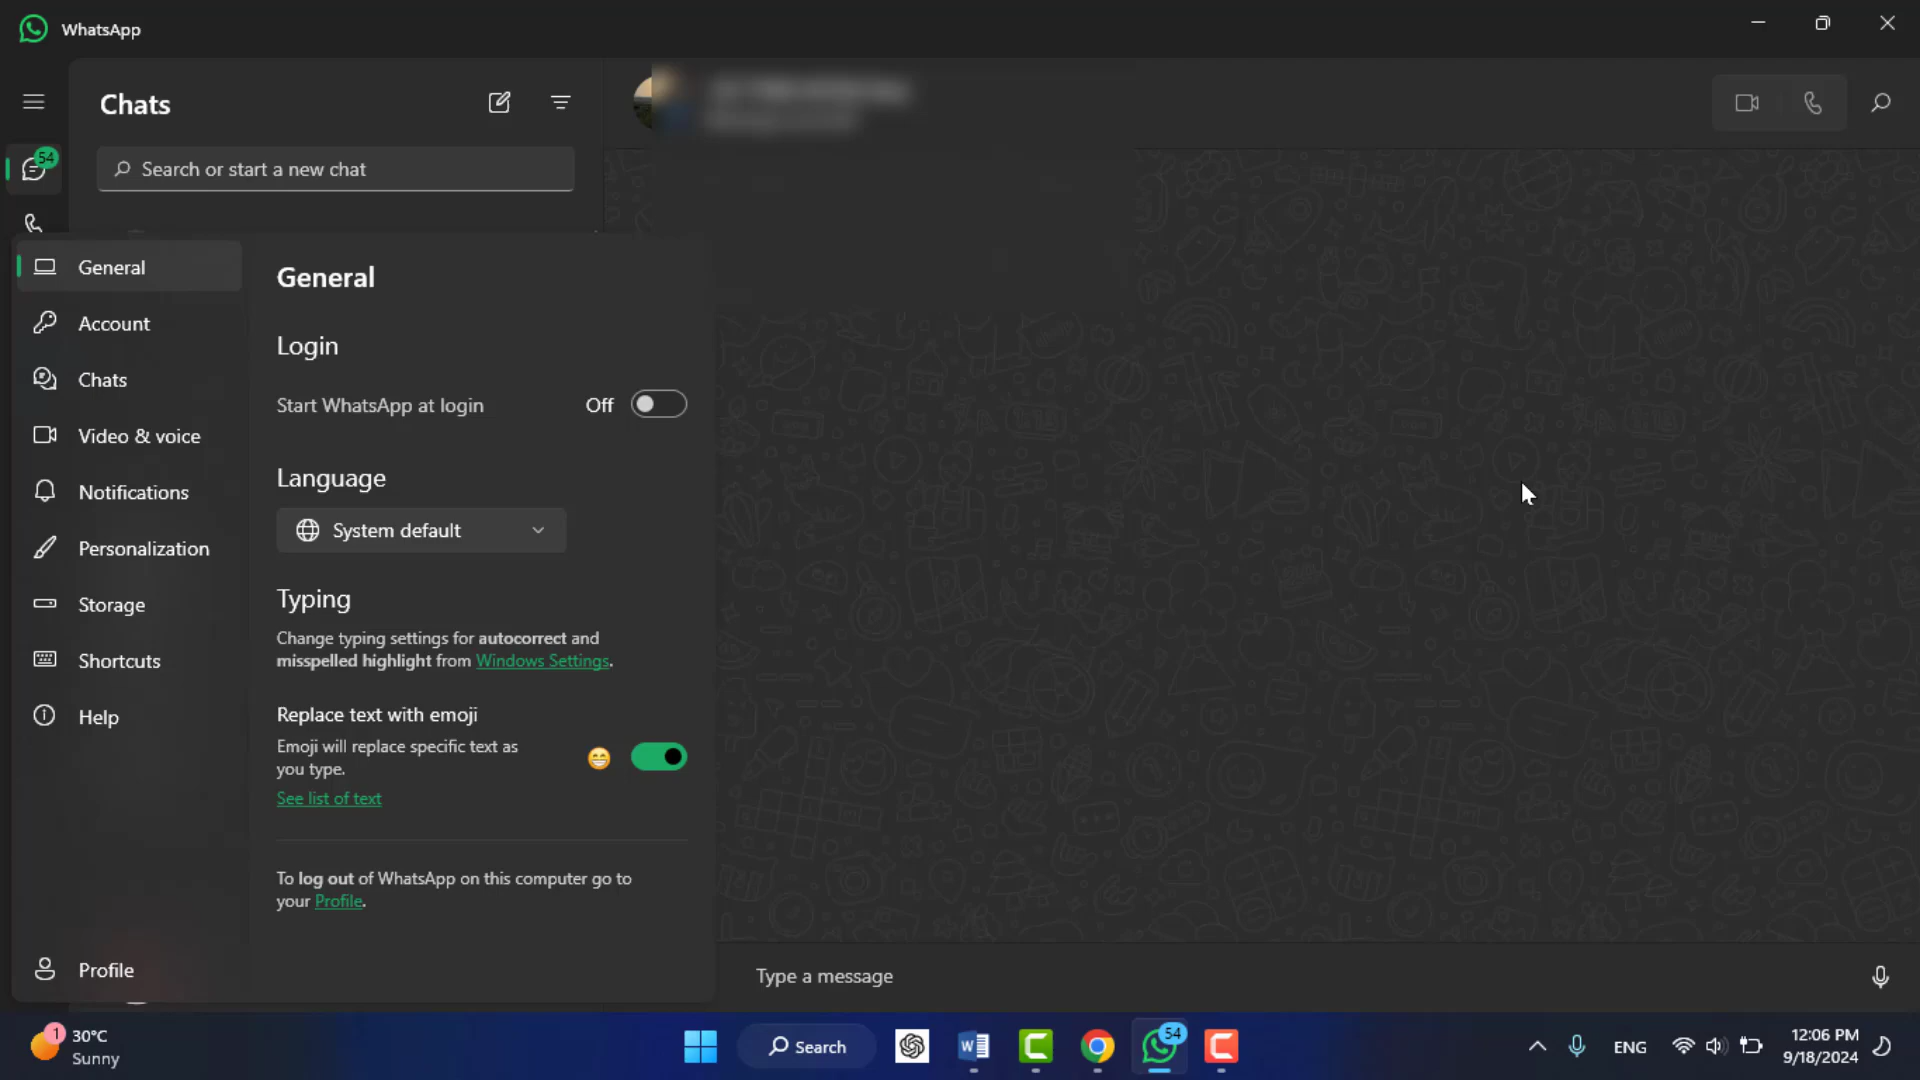 WhatsApp
Chats
54
Search or start a new chat
General
Account
Chats
Video & voice
Notifications
Personalization
Storage
Shortcuts
Help
Profile
General
Login
Start WhatsApp at login Off
Language
System default
Typing
Change typing settings for autocorrect and
misspelled highlight from Windows Settings.
Replace text with emoji
Emoji will replace specific text as
you type.
See list of text
To log out of WhatsApp on this computer go to
your Profile.
Type a message
1
30°C
Sunny
Search
W
54
ENG
12:06 PM
9/18/2024